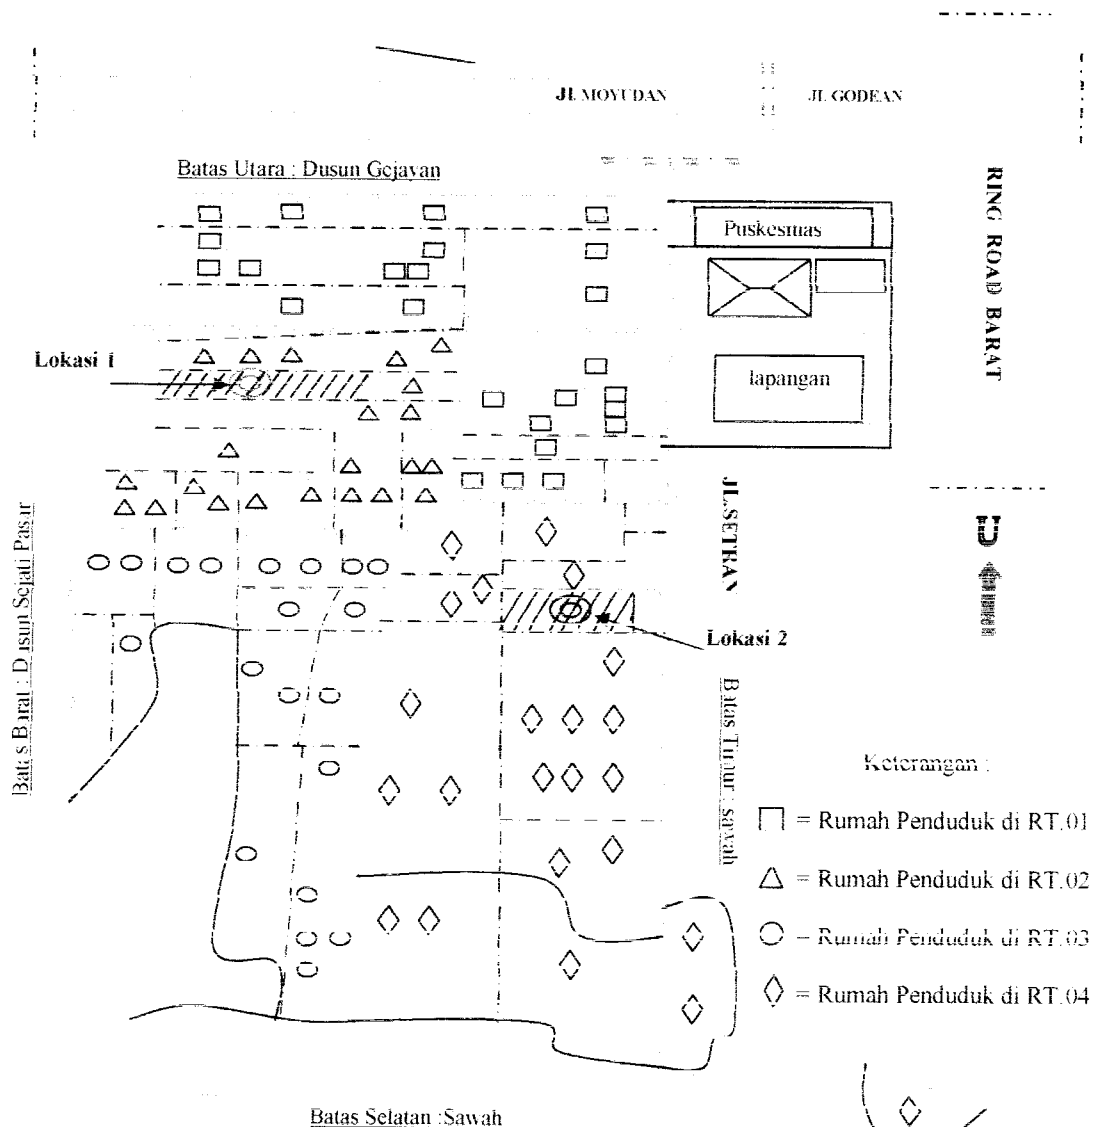 JL MOYUDAN
JL GODEAN
Batas Utara : Dusun Gejayan
RING ROAD BARAT
Puskesmas
Lokasi 1
lapangan
JL.SETRAN
U
Batas Barat : Dusun Sejati Pasar
Lokasi 2
Batas Timur : sawah
Keterangan :
= Rumah Penduduk di RT.01
= Rumah Penduduk di RT.02
= Rumah Penduduk di RT.03
= Rumah Penduduk di RT.04
Batas Selatan :Sawah